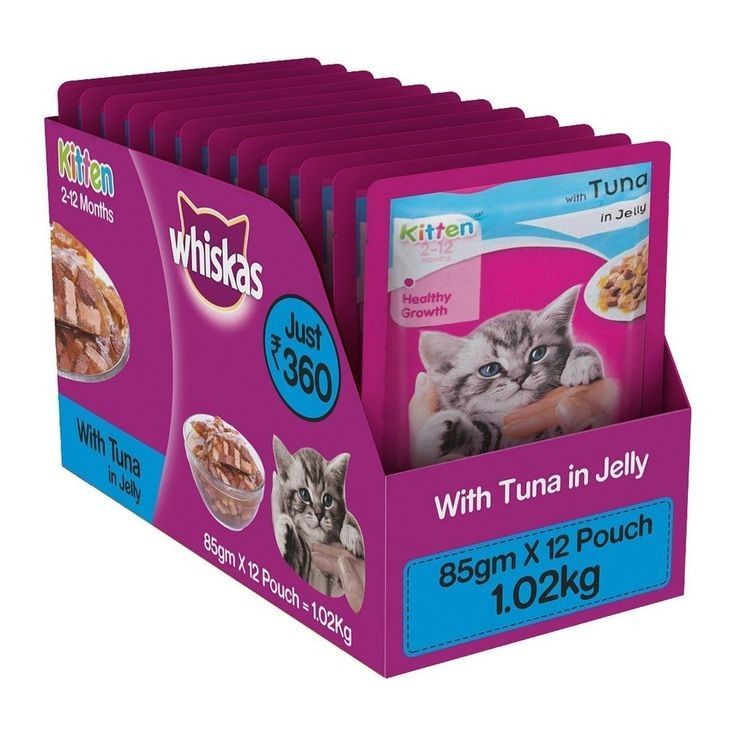 Kitten
2-12 Months
whiskas
Just
₹360
With Tuna
in Jelly
85gm X 12 Pouch = 1.02Kg
with Tuna
in Jelly
Kitten
2-12
Months
Healthy
Growth
With Tuna in Jelly
85gm X 12 Pouch
1.02kg